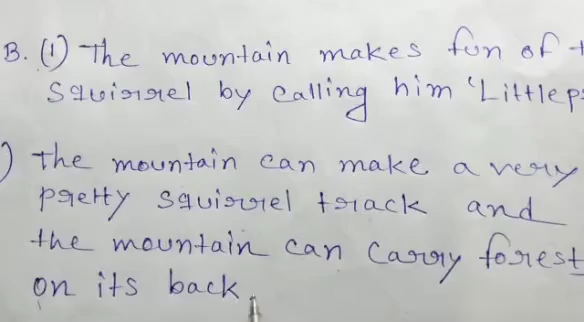 B. (1) The mountain makes fun of
Squirrel by calling him 'Little
) the mountain can make a very
pretty squirrel track and
the mountain can carry forest
on its back.